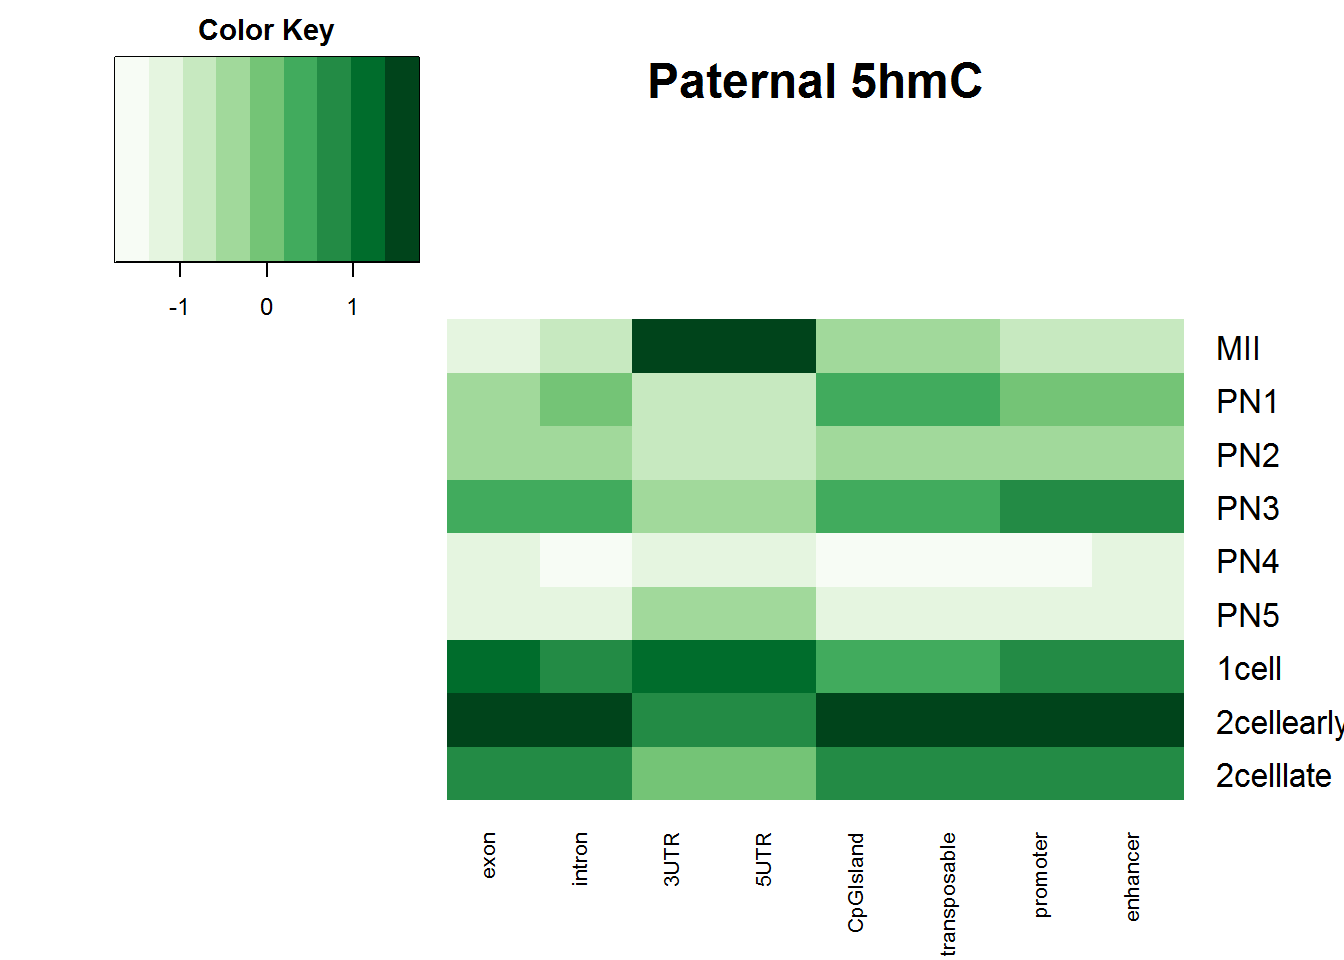 Color Key
Paternal 5hmC
-1 0 1
MII
PN1
PN2
PN3
PN4
PN5
1cell
2cellearly
2celllate
exon
intron
3UTR
5UTR
CpGIsland
transposable
promoter
enhancer